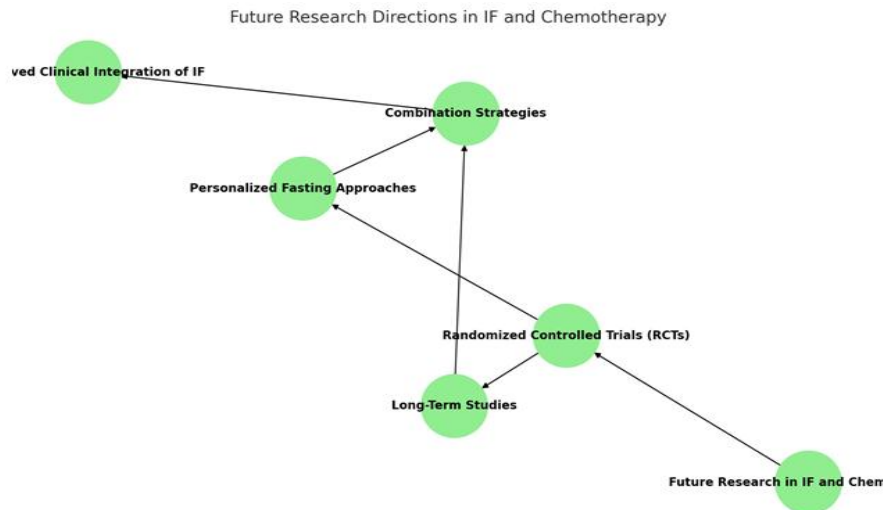 Future Research Directions in IF and Chemotherapy
ved Clinical Integration of IF
Combination Strategies
Personalized Fasting Approaches
Randomized Controlled Trials (RCTs)
Long-Term Studies
Future Research in IF and Chem